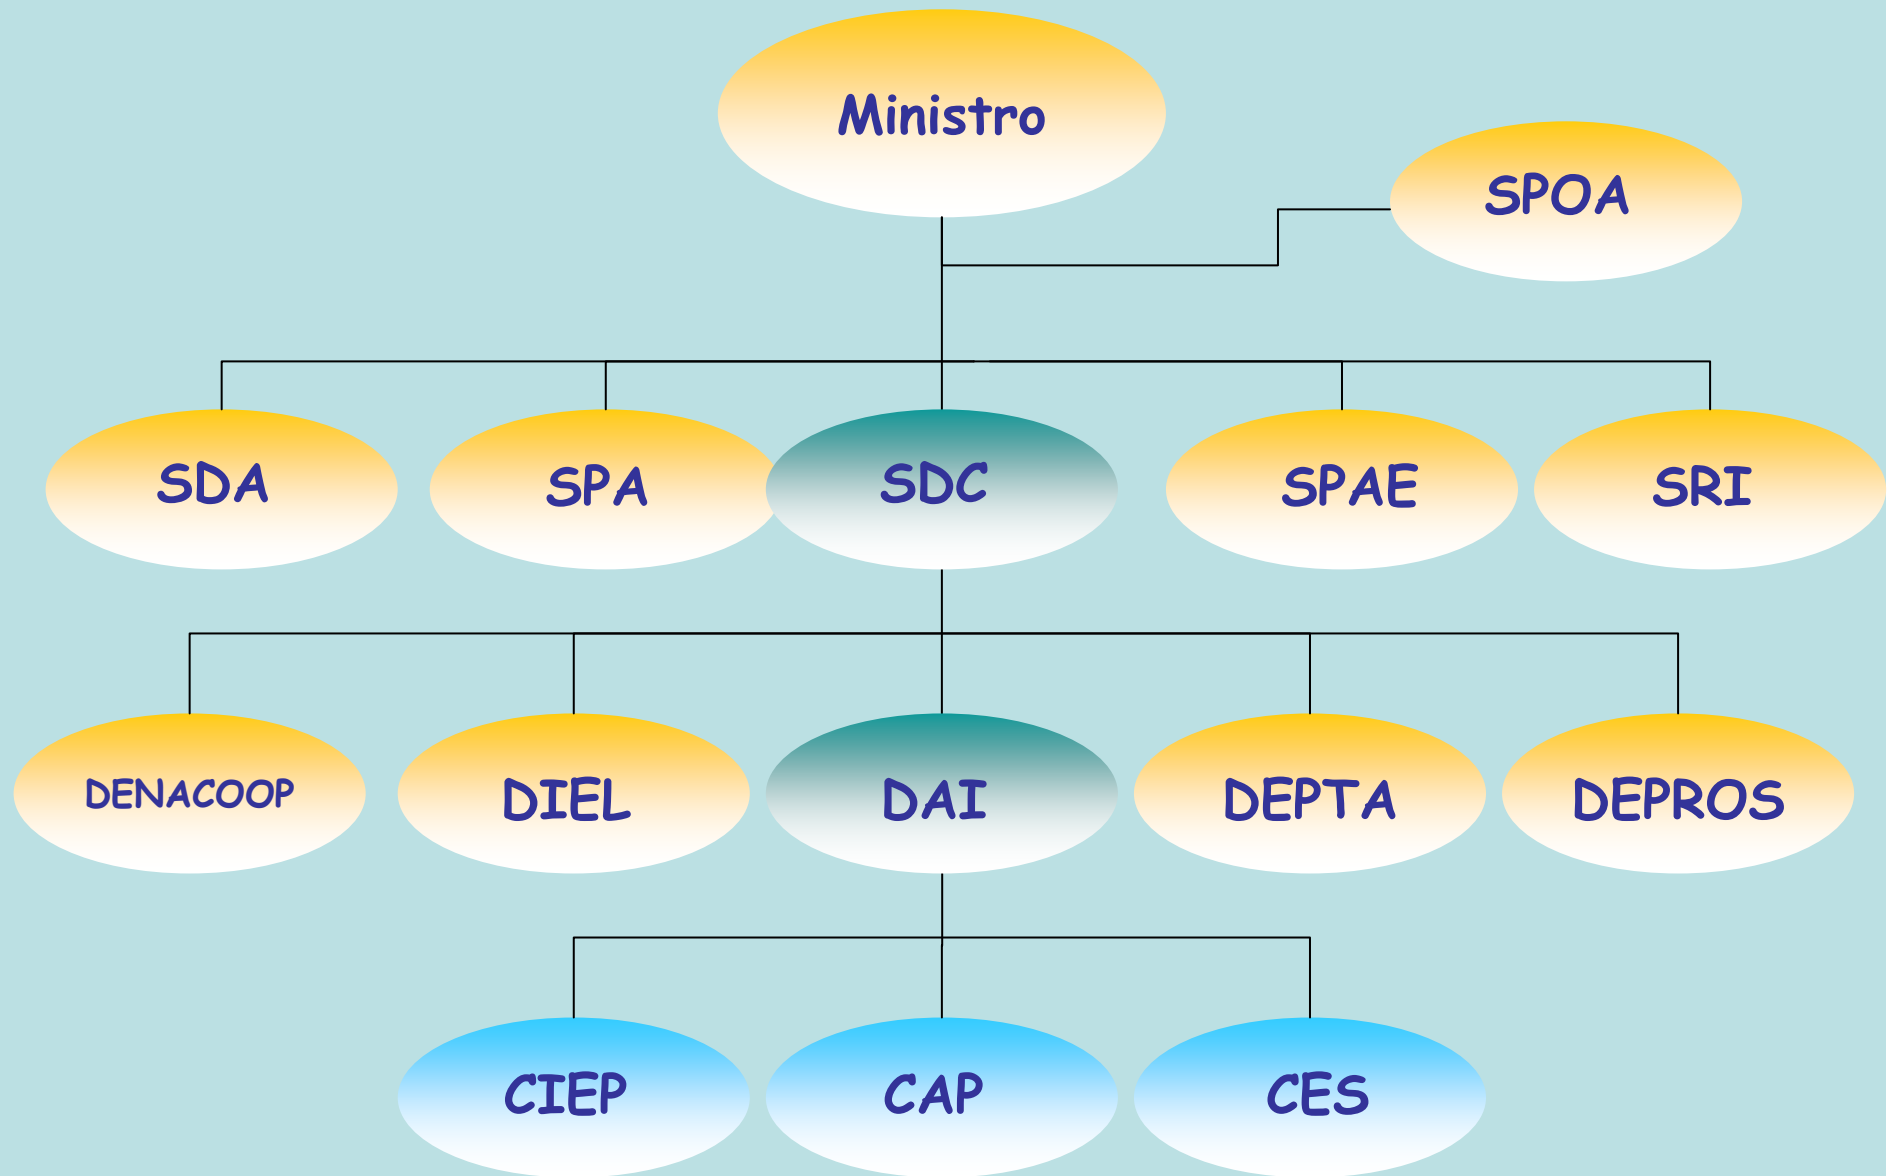 Ministro
SPOA
SDA
SPA
SDC
SPAE
SRI
DENACOOP
DIEL
DAI
DEPTA
DEPROS
CIEP
CAP
CES